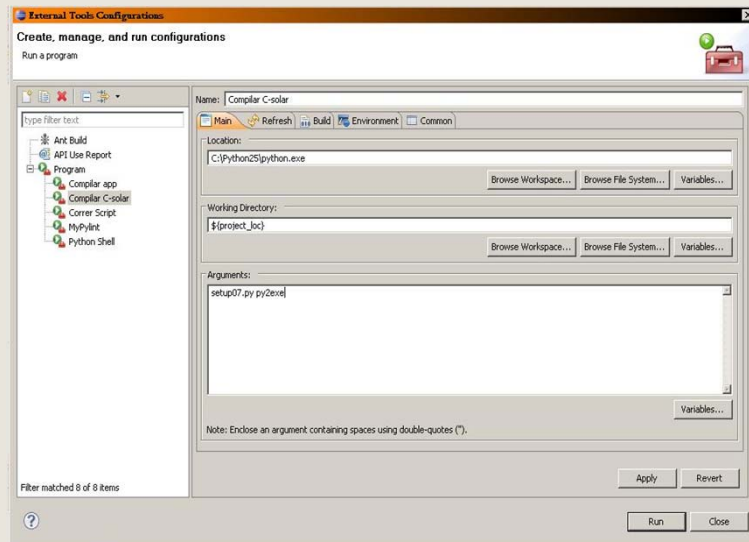 External Tools Configurations
Create, manage, and run configurations
Run a program
type filter text
Ant Build
API Use Report
Program
Compilar app
Compilar C-solar
Correr Script
MyPylint
Python Shell
Filter matched 8 of 8 items
Name: Compilar C-solar
Main Refresh Build Environment Common
Location:
C:\Python25\python.exe
Browse Workspace... Browse File System... Variables...
Working Directory:
${project_loc}
Browse Workspace... Browse File System... Variables...
Arguments:
setup07.py py2exe
Variables...
Note: Enclose an argument containing spaces using double-quotes (").
Apply Revert
Run Close